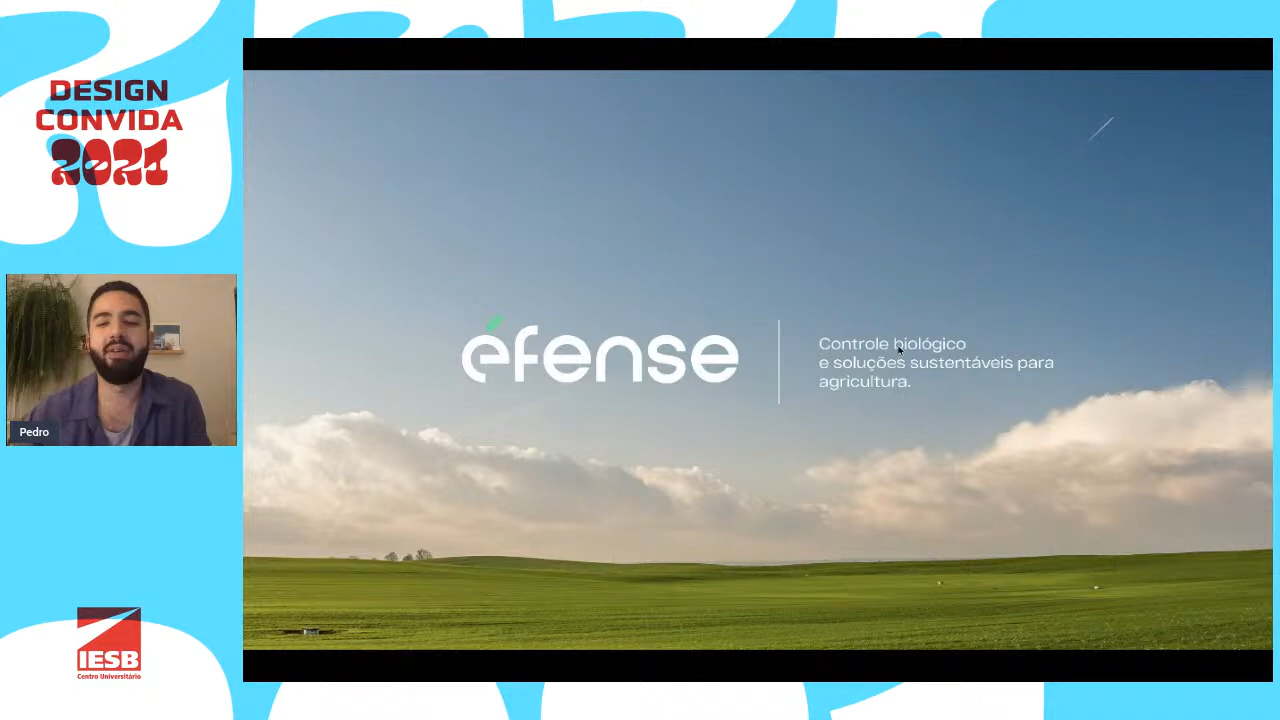 DESIGN
CONVIDA
2021
Pedro
IESB
Centro Universitário
éfense
Controle biológico
e soluções sustentáveis para
agricultura.